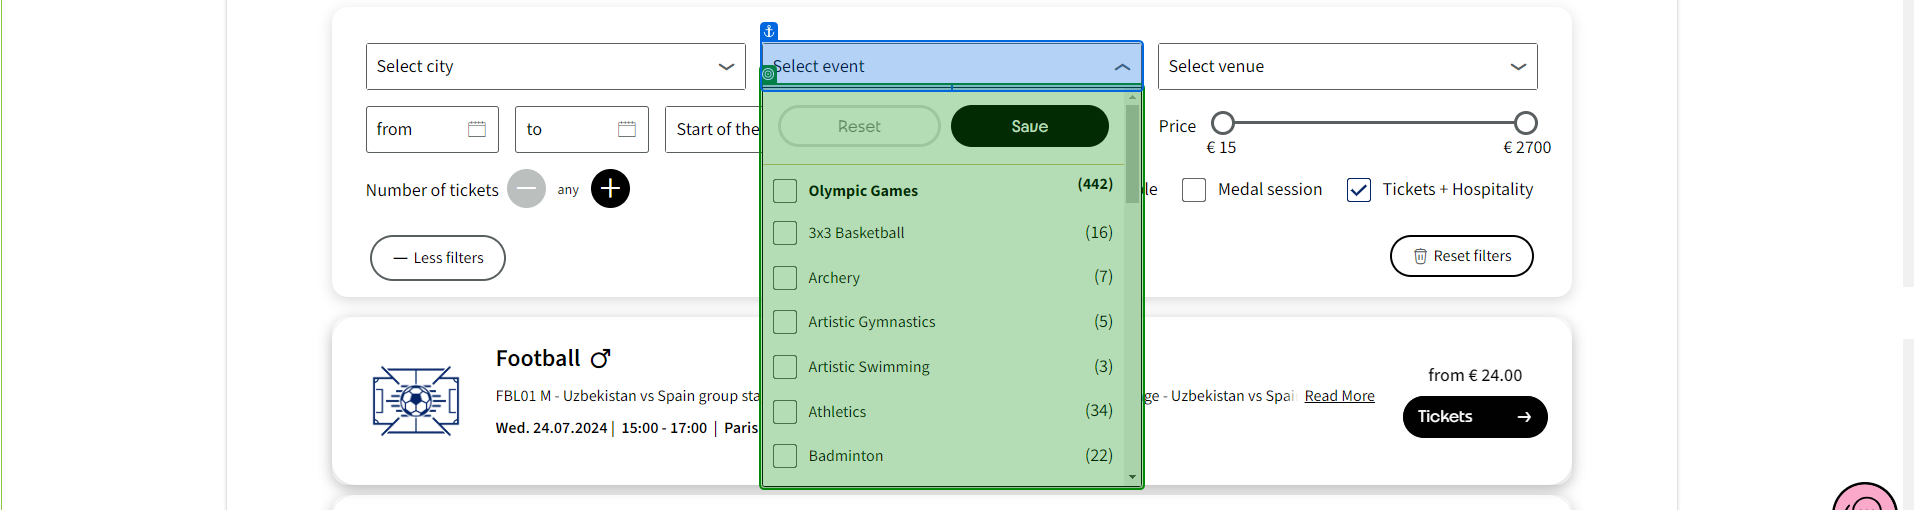 Select city
Select event
Select venue
from
to
Start of the
Reset
Save
Price
€ 15
€ 2700
Number of tickets
any
Olympic Games (442)
le
Medal session
Tickets + Hospitality
3x3 Basketball (16)
Less filters
Reset filters
Archery (7)
Artistic Gymnastics (5)
Football
Artistic Swimming (3)
from € 24.00
FBL01 M - Uzbekistan vs Spain group sta
ge - Uzbekistan vs Spai
Read More
Athletics (34)
Tickets
Wed. 24.07.2024 | 15:00 - 17:00 | Paris
Badminton (22)